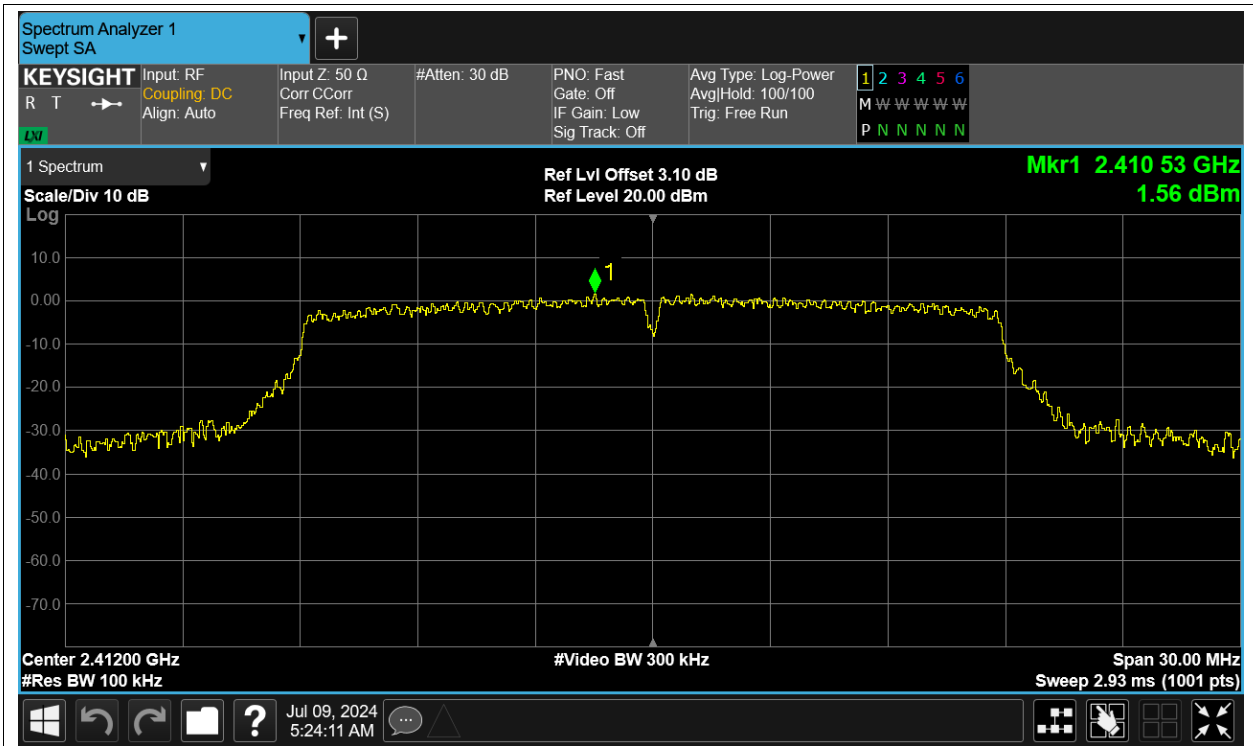 Spectrum Analyzer 1
Swept SA
KEYSIGHT
R T
LXI
Input: RF
Coupling: DC
Align: Auto
Input Z: 50 Ω
Corr CCorr
Freq Ref: Int (S)
#Atten: 30 dB
PNO: Fast
Gate: Off
IF Gain: Low
Sig Track: Off
Avg Type: Log-Power
Avg|Hold: 100/100
Trig: Free Run
1 2 3 4 5 6
M W W W W W
P N N N N N
1 Spectrum
Scale/Div 10 dB
Ref Lvl Offset 3.10 dB
Ref Level 20.00 dBm
Mkr1 2.410 53 GHz
1.56 dBm
Log
1
10.0
0.00
-10.0
-20.0
-30.0
-40.0
-50.0
-60.0
-70.0
Center 2.41200 GHz
#Video BW 300 kHz
Span 30.00 MHz
#Res BW 100 kHz
Sweep 2.93 ms (1001 pts)
?
Jul 09, 2024
5:24:11 AM